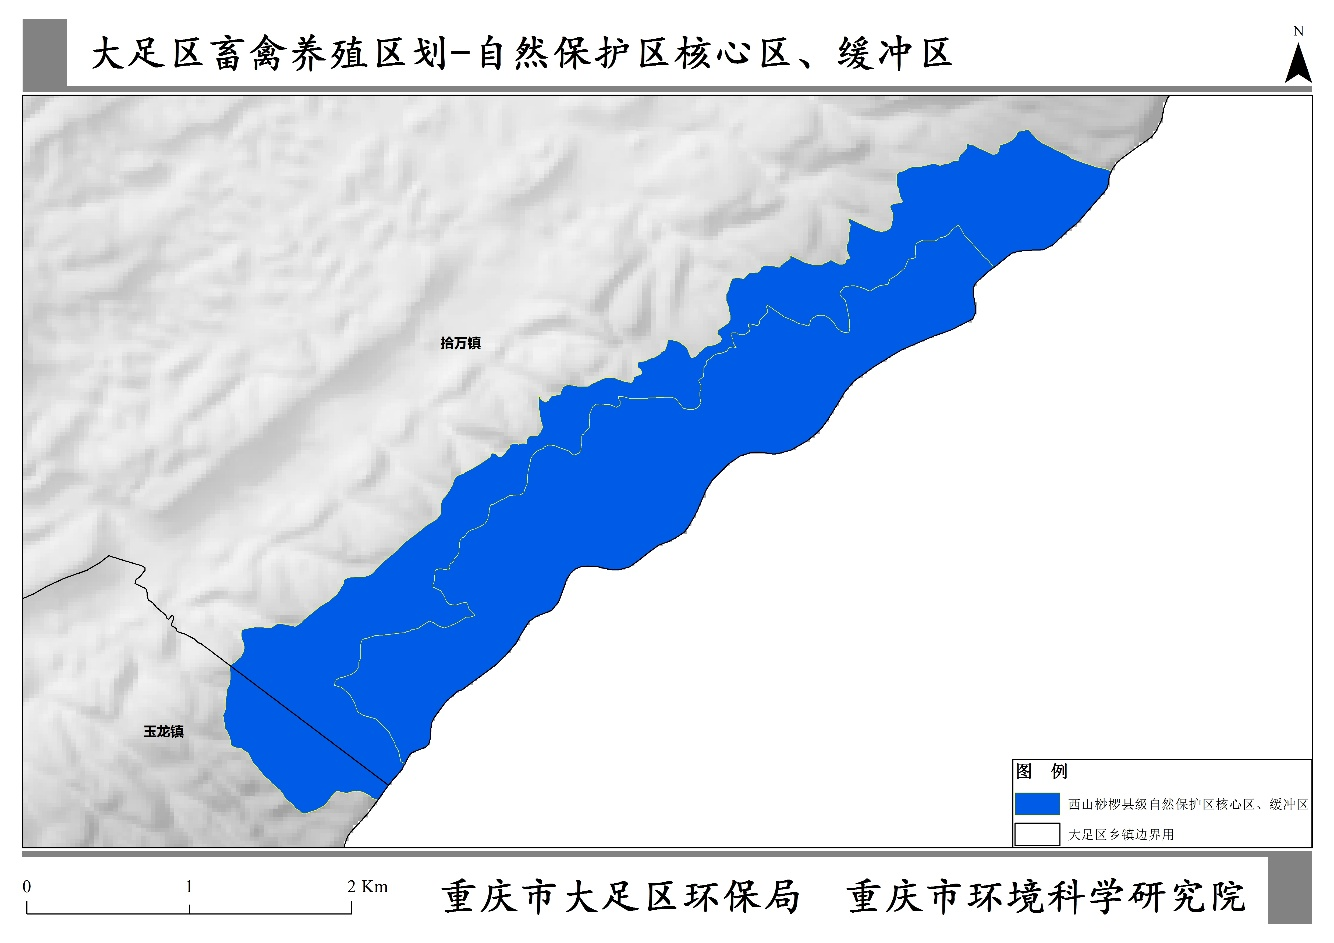 大足区畜禽养殖区划-自然保护区核心区、缓冲区
N
拾万镇
玉龙镇
图 例
西山桫椤县级自然保护区核心区、缓冲区
大足区乡镇边界用
0 1 2 Km
重庆市大足区环保局 重庆市环境科学研究院